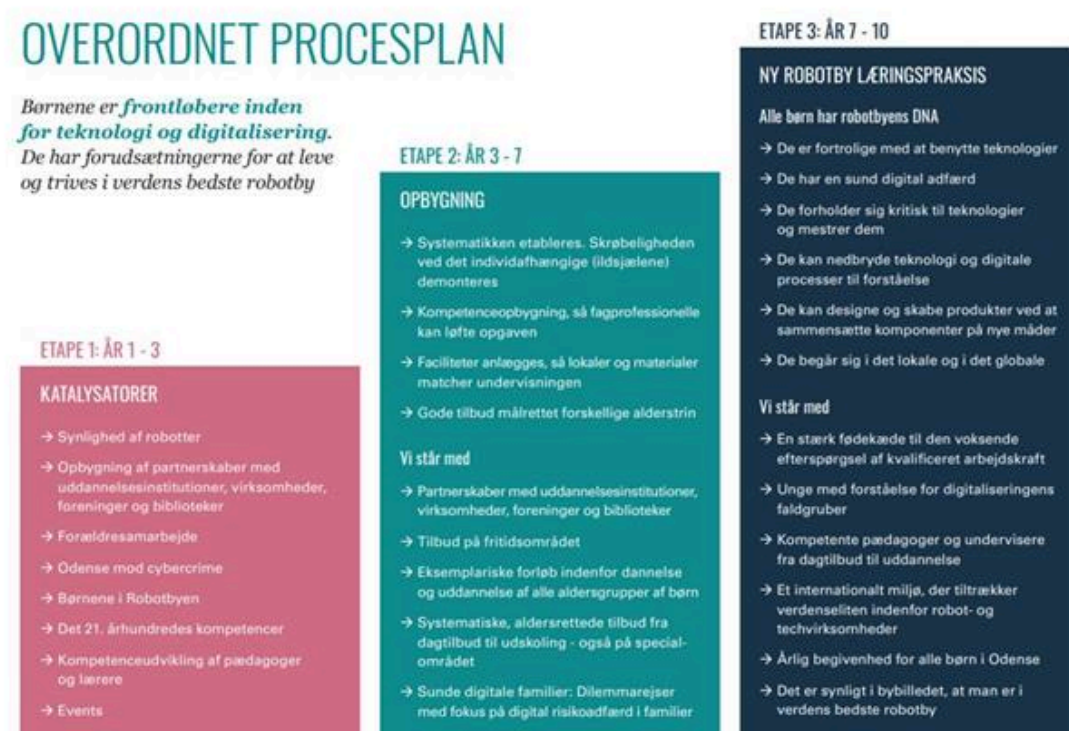 OVERORDNET PROCESPLAN
Børnene er frontløbere inden
for teknologi og digitalisering.
De har forudsætningerne for at leve
og trives i verdens bedste robotby
ETAPE 1: ÅR 1 - 3
KATALYSATORER
→ Synlighed af robotter
→ Opbygning af partnerskaber med
uddannelsesinstitutioner, virksomheder,
foreninger og biblioteker
→ Forældresamarbejde
→ Odense mod cybercrime
→ Børnene i Robotbyen
→ Det 21. århundredes kompetencer
→ Kompetenceudvikling af pædagoger
og lærere
→ Events
ETAPE 2: ÅR 3 - 7
OPBYGNING
→ Systematikken etableres. Skrøbeligheden
ved det individafhængige (ildsjælene)
demonteres
→ Kompetenceopbygning, så fagprofessionelle
kan løfte opgaven
→ Faciliteter anlægges, så lokaler og materialer
matcher undervisningen
→ Gode tilbud målrettet forskellige alderstrin
Vi står med
→ Partnerskaber med uddannelsesinstitutioner,
virksomheder, foreninger og biblioteker
→ Tilbud på fritidsområdet
→ Eksemplariske forløb indenfor dannelse
og uddannelse af alle aldersgrupper af børn
→ Systematiske, aldersrettede tilbud fra
dagtilbud til udskoling - også på special-
området
→ Sunde digitale familier: Dilemmarejser
med fokus på digital risikoadfærd i familier
ETAPE 3: ÅR 7 - 10
NY ROBOTBY LÆRINGSPRAKSIS
Alle børn har robotbyens DNA
→ De er fortrolige med at benytte teknologier
→ De har en sund digital adfærd
→ De forholder sig kritisk til teknologier
og mestrer dem
→ De kan nedbryde teknologi og digitale
processer til forståelse
→ De kan designe og skabe produkter ved at
sammensætte komponenter på nye måder
→ De begår sig i det lokale og i det globale
Vi står med
→ En stærk fødekæde til den voksende
efterspørgsel af kvalificeret arbejdskraft
→ Unge med forståelse for digitaliseringens
faldgruber
→ Kompetente pædagoger og undervisere
fra dagtilbud til uddannelse
→ Et internationalt miljø, der tiltrækker
verdenseliten indenfor robot- og
techvirksomheder
→ Årlig begivenhed for alle børn i Odense
→ Det er synligt i bybilledet, at man er i
verdens bedste robotby